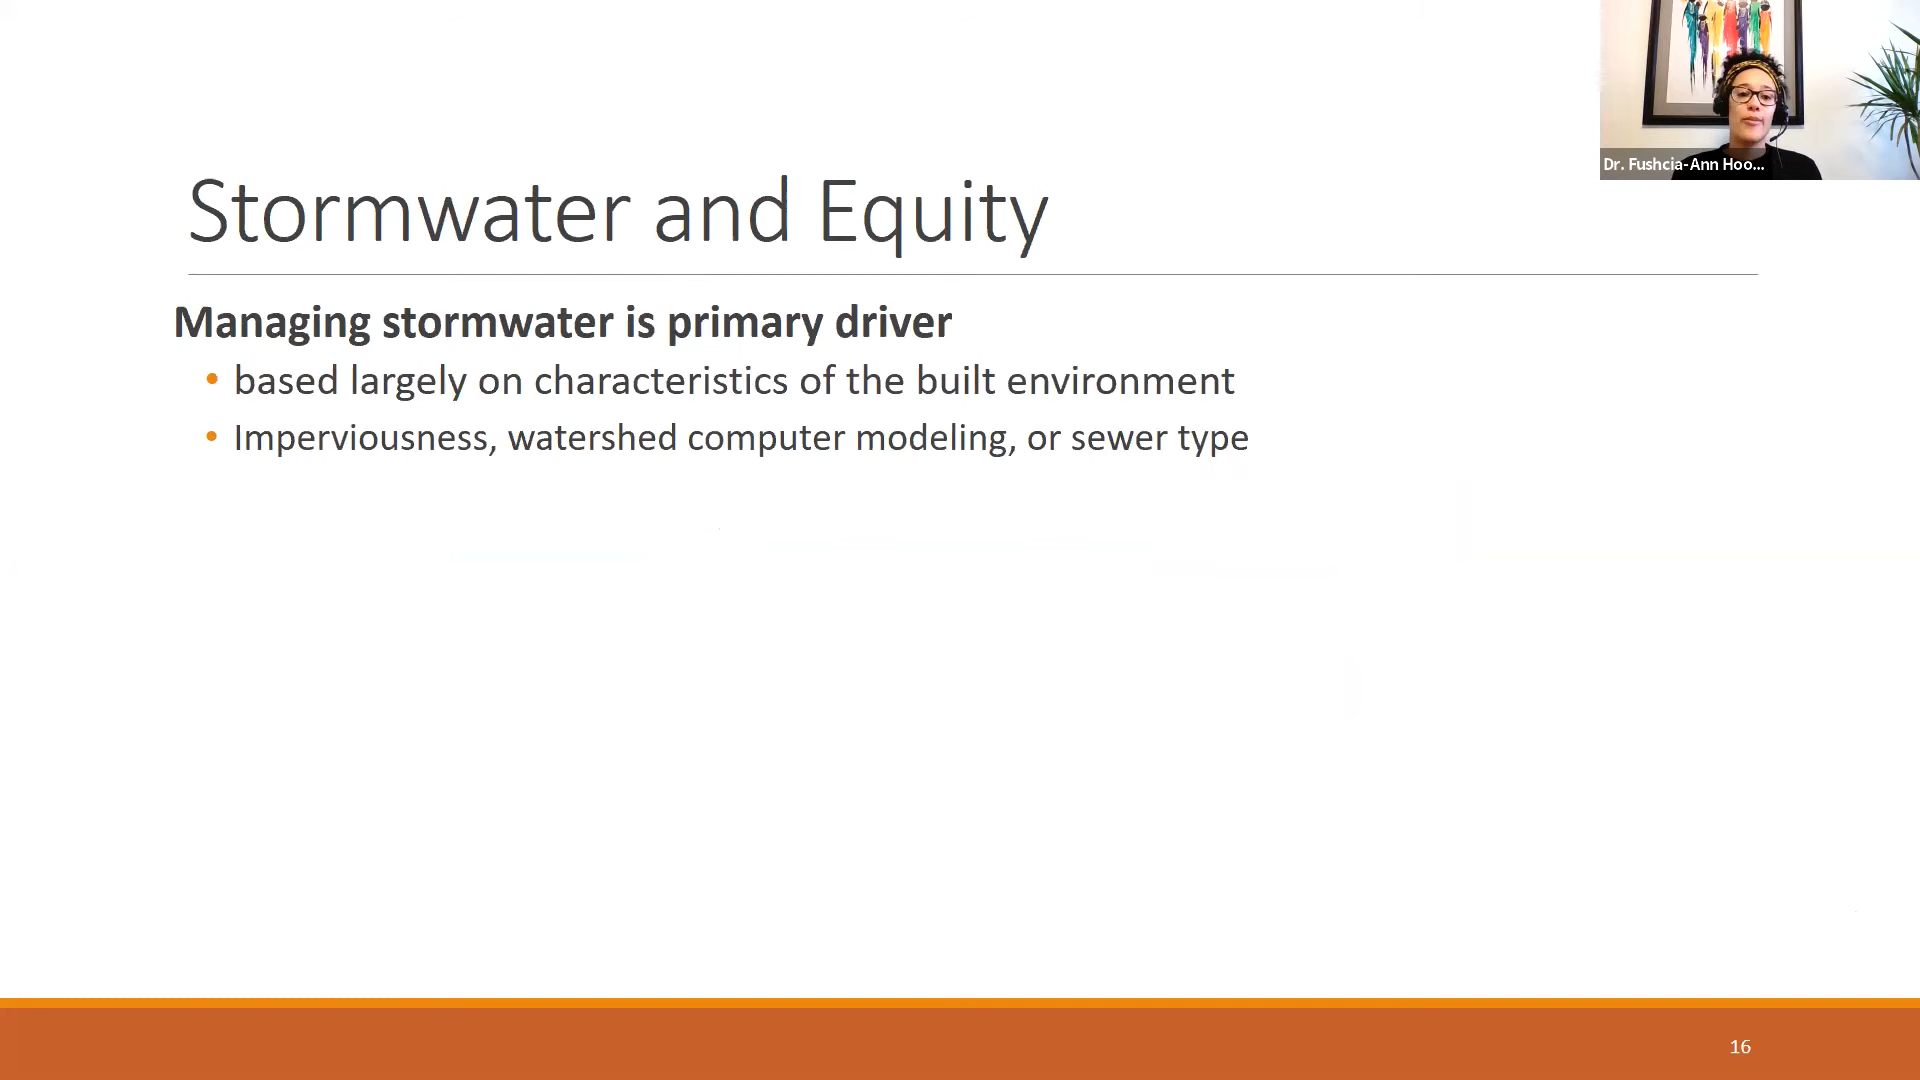 Dr. Fushcia-Ann Hoo...
Stormwater and Equity
Managing stormwater is primary driver
• based largely on characteristics of the built environment
• Imperviousness, watershed computer modeling, or sewer type
16